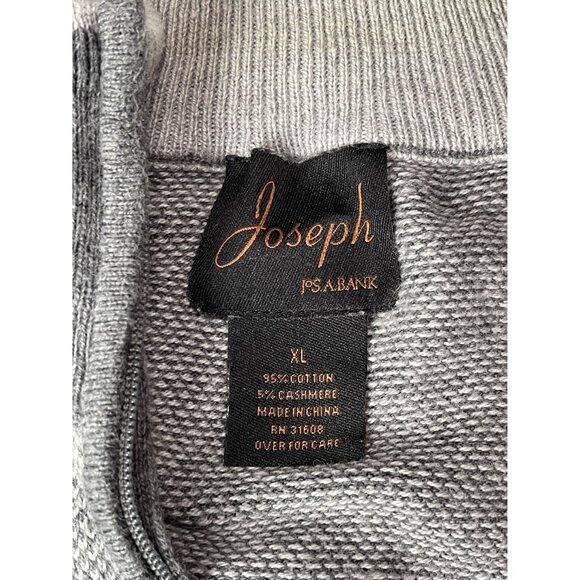 Joseph
JOS.A.BANK
XL
95% COTTON
5% CASHMERE
MADE IN CHINA
RN 31608
OVER FOR CARE